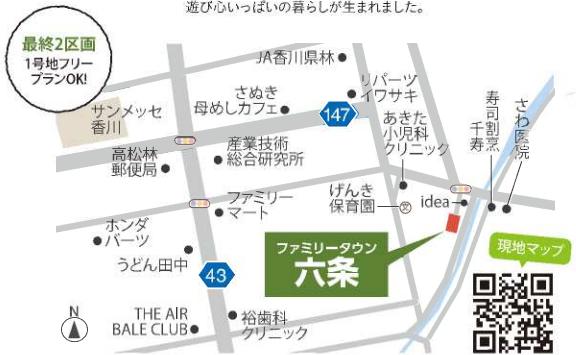 遊び心いっぱいの暮らしが生まれました。
最終2区画
1号地フリー
プランOK!
JA香川県林
さぬき
母めしカフェ
リパーツ
イワサキ
147
サンメッセ
香川
あきた
小児科
クリニック
寿司割烹
千寿
さわ医院
高松林
郵便局
産業技術
総合研究所
ファミリー
マート
げんき
保育園
文
idea
ホンダ
パーツ
うどん田中
43
ファミリータウン
六条
現地マップ
N
THE AIR
BALE CLUB
裕歯科
クリニック